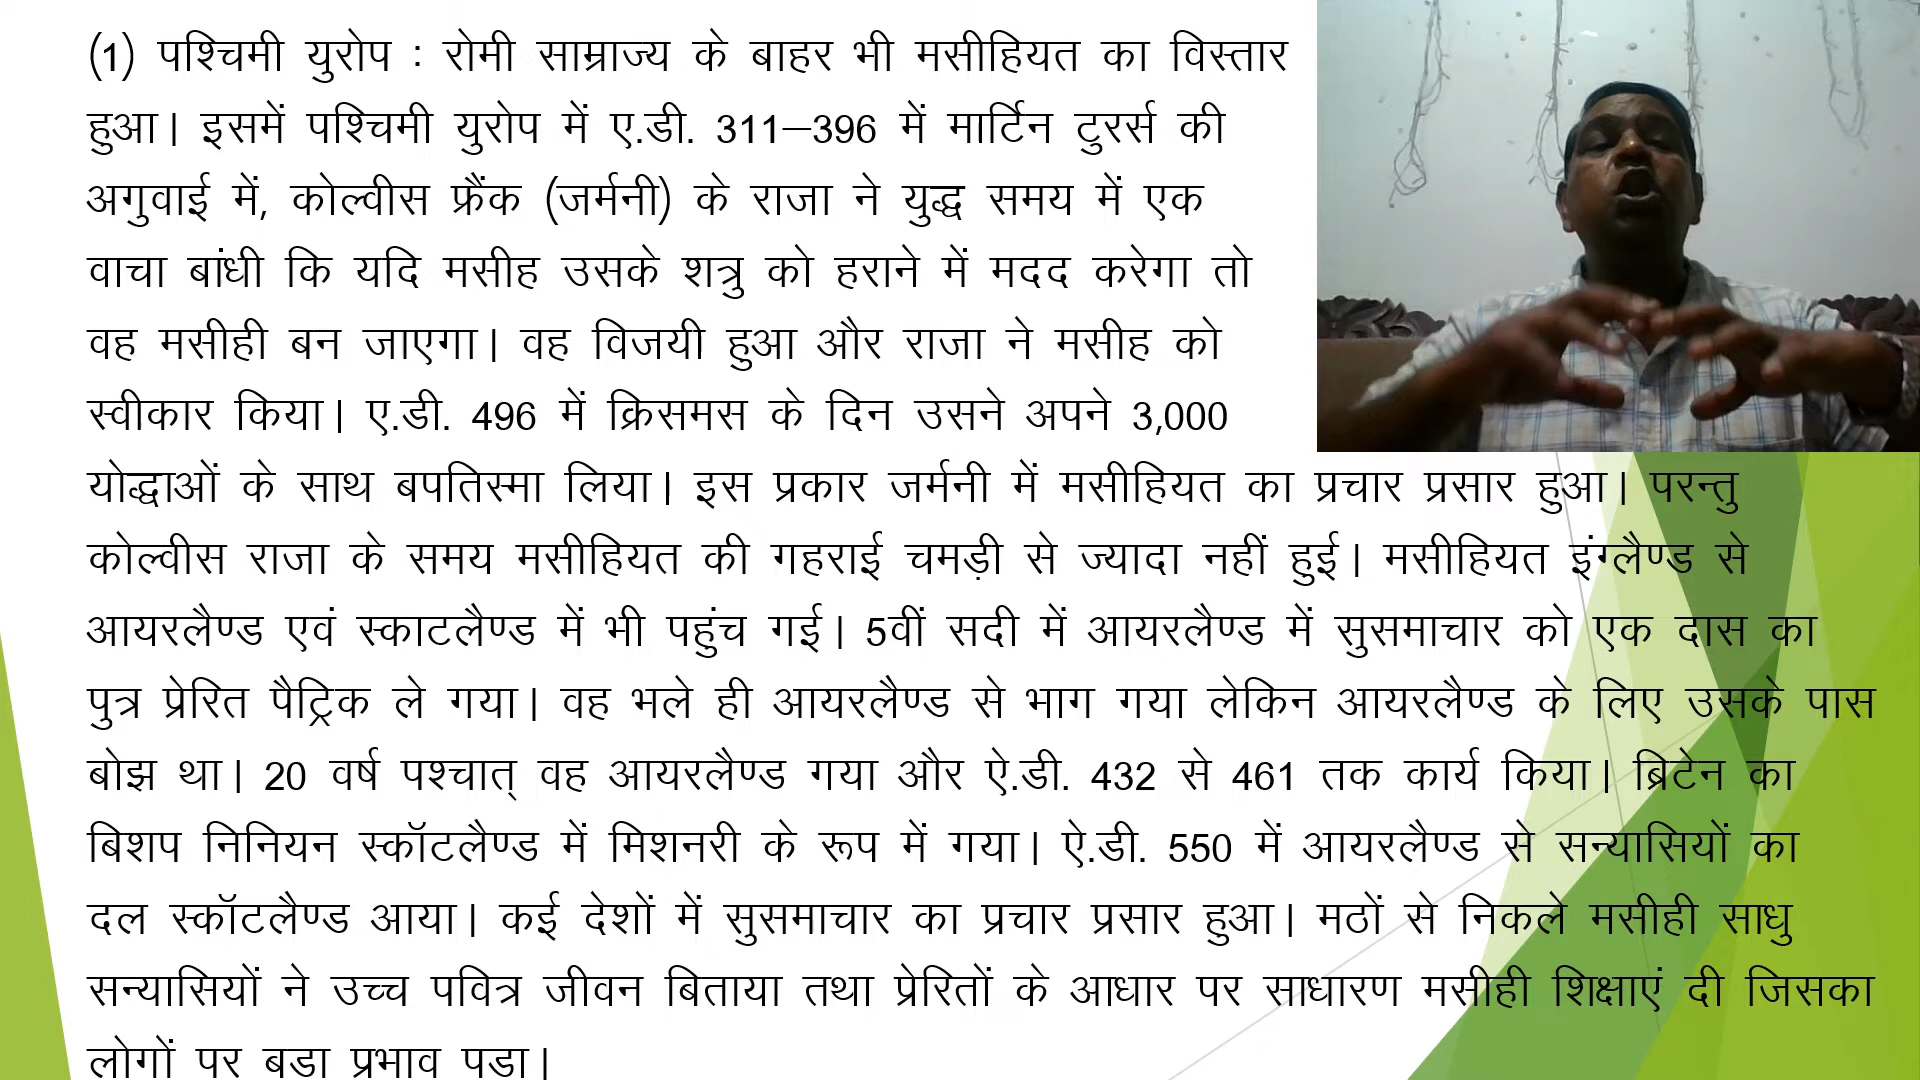 (1) पश्चिमी युरोप : रोमी साम्राज्य के बाहर भी मसीहियत का विस्तार
हुआ। इसमें पश्चिमी युरोप में ए.डी. 311–396 में मार्टिन टुरर्स की
अगुवाई में, कोल्वीस फ्रैंक (जर्मनी) के राजा ने युद्ध समय में एक
वाचा बांधी कि यदि मसीह उसके शत्रु को हराने में मदद करेगा तो
वह मसीही बन जाएगा। वह विजयी हुआ और राजा ने मसीह को
स्वीकार किया। ए.डी. 496 में क्रिसमस के दिन उसने अपने 3,000
योद्धाओं के साथ बपतिस्मा लिया। इस प्रकार जर्मनी में मसीहियत का प्रचार प्रसार हुआ। परन्तु
कोल्वीस राजा के समय मसीहियत की गहराई चमड़ी से ज्यादा नहीं हुई। मसीहियत इंग्लैण्ड से
आयरलैण्ड एवं स्काटलैण्ड में भी पहुंच गई। 5वीं सदी में आयरलैण्ड में सुसमाचार को एक दास का
पुत्र प्रेरित पैट्रिक ले गया। वह भले ही आयरलैण्ड से भाग गया लेकिन आयरलैण्ड के लिए उसके पास
बोझ था। 20 वर्ष पश्चात् वह आयरलैण्ड गया और ऐ.डी. 432 से 461 तक कार्य किया। ब्रिटेन का
बिशप निनियन स्कॉटलैण्ड में मिशनरी के रूप में गया। ऐ.डी. 550 में आयरलैण्ड से सन्यासियों का
दल स्कॉटलैण्ड आया। कई देशों में सुसमाचार का प्रचार प्रसार हुआ। मठों से निकले मसीही साधु
सन्यासियों ने उच्च पवित्र जीवन बिताया तथा प्रेरितों के आधार पर साधारण मसीही शिक्षाएं दी जिसका
लोगों पर बडा प्रभाव पडा।